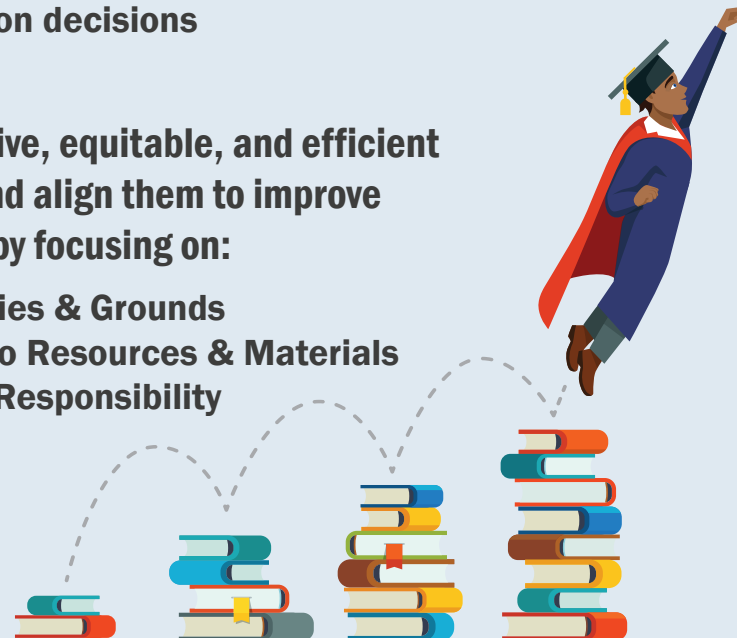 on decisions
ive, equitable, and efficient
nd align them to improve
by focusing on:
ies & Grounds
o Resources & Materials
Responsibility